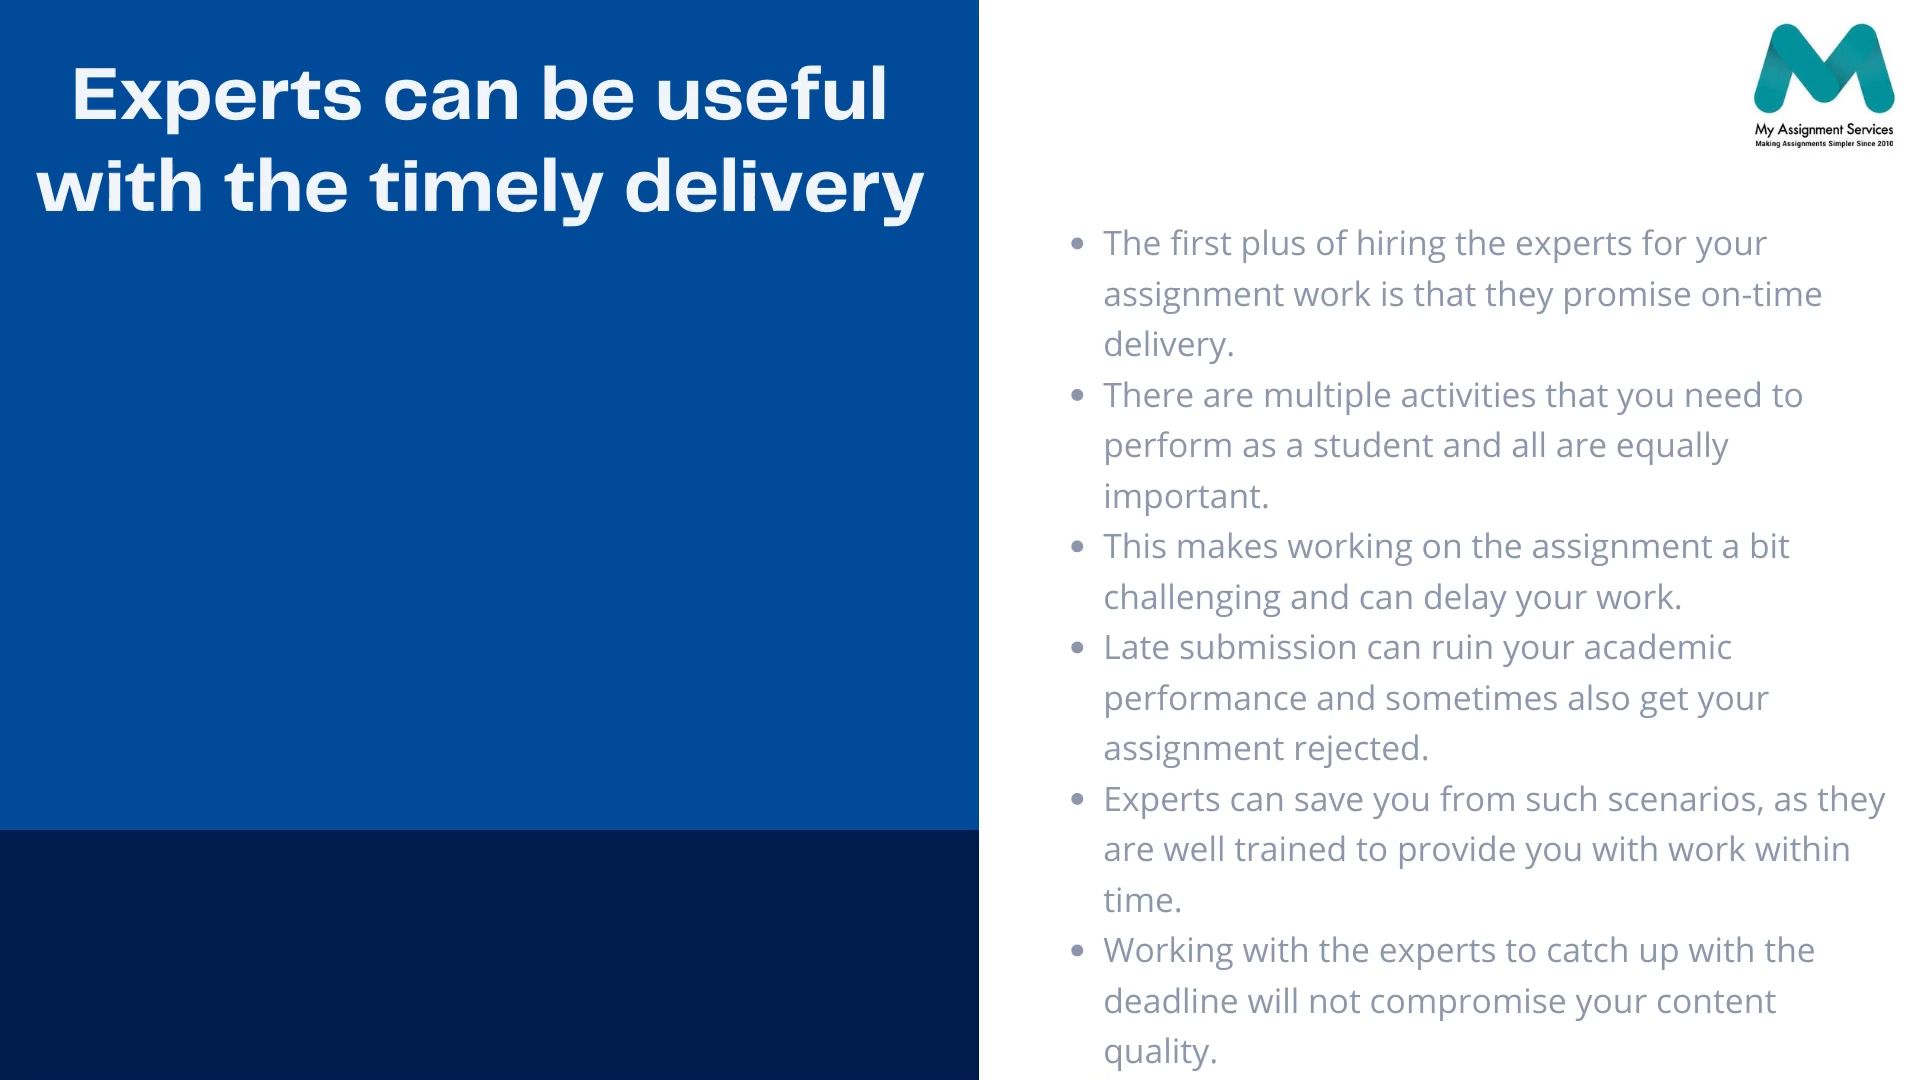 Experts can be useful
with the timely delivery
My Assignment Services
Making Assignments Simpler Since 2010
• The first plus of hiring the experts for your
assignment work is that they promise on-time
delivery.
• There are multiple activities that you need to
perform as a student and all are equally
important.
• This makes working on the assignment a bit
challenging and can delay your work.
• Late submission can ruin your academic
performance and sometimes also get your
assignment rejected.
• Experts can save you from such scenarios, as they
are well trained to provide you with work within
time.
• Working with the experts to catch up with the
deadline will not compromise your content
quality.